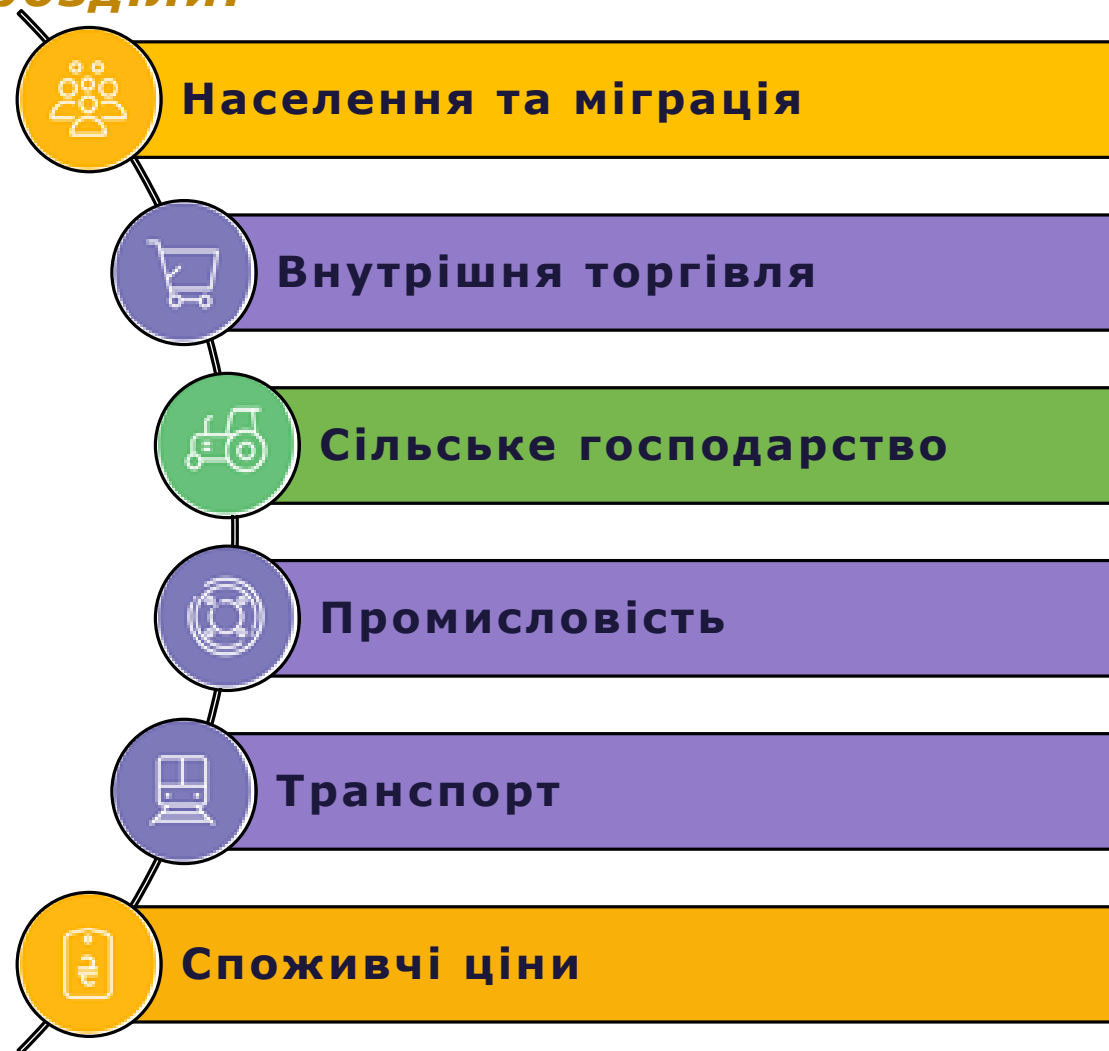 Населення та міграція
Внутрішня торгівля
Сільське господарство
Промисловість
Транспорт
Споживчі ціни